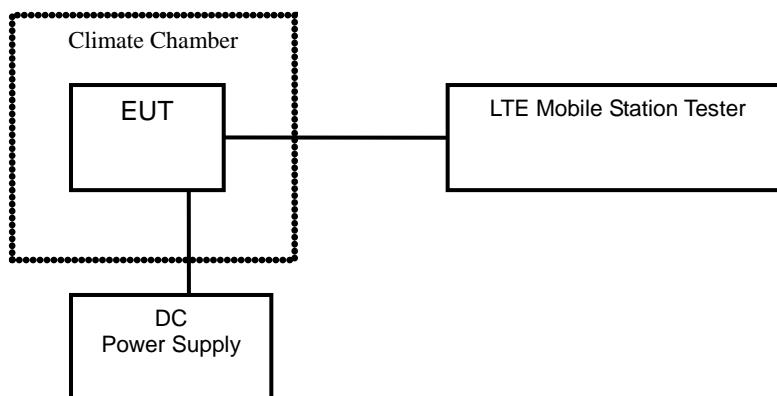 Climate Chamber
EUT
LTE Mobile Station Tester
DC
Power Supply